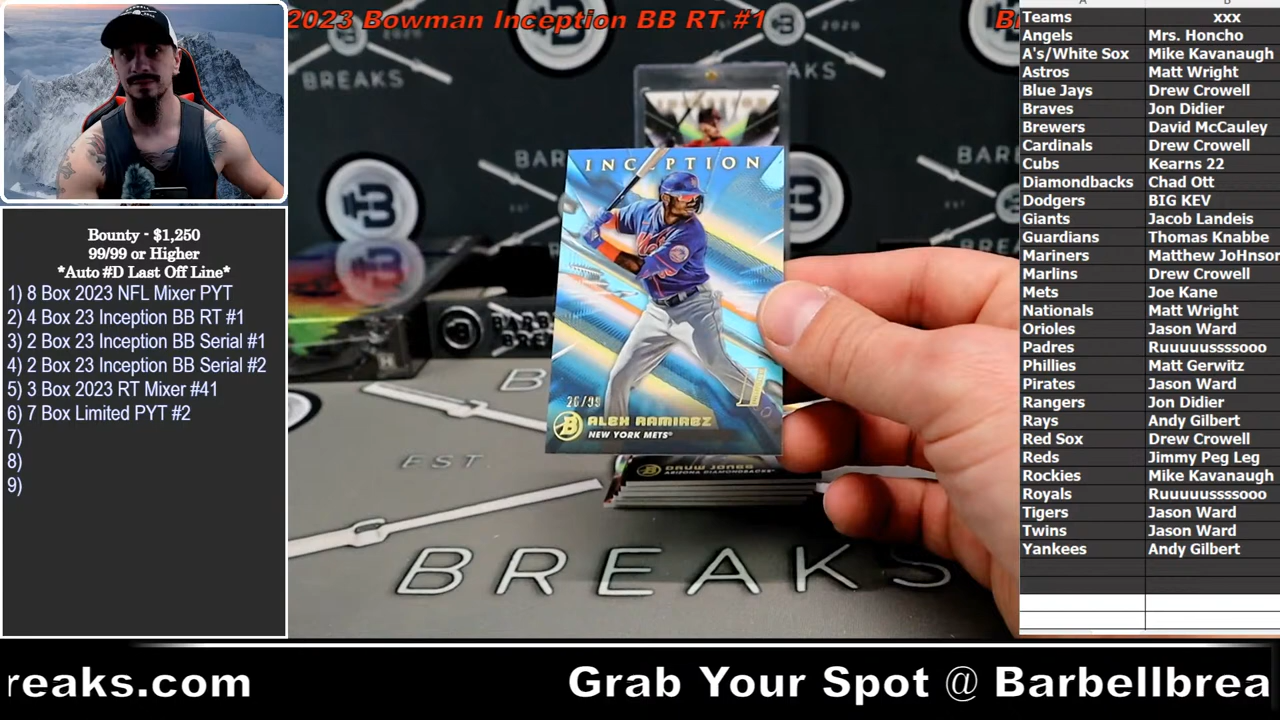 2023 Bowman Inception BB RT #1
2020
BREAKS
INCEPTION
26/99
ALEX RAMIREZ
NEW YORK METS®
DRUW JONES
ARIZONA DIAMONDBACKS
EST.
BREAKS
Bounty - $1,250
99/99 or Higher
*Auto #D Last Off Line*
1) 8 Box 2023 NFL Mixer PYT
2) 4 Box 23 Inception BB RT #1
3) 2 Box 23 Inception BB Serial #1
4) 2 Box 23 Inception BB Serial #2
5) 3 Box 2023 RT Mixer #41
6) 7 Box Limited PYT #2
7)
8)
9)
Teams xxx
Angels Mrs. Honcho
A's/White Sox Mike Kavanaugh
Astros Matt Wright
Blue Jays Drew Crowell
Braves Jon Didier
Brewers David McCauley
Cardinals Drew Crowell
Cubs Kearns 22
Diamondbacks Chad Ott
Dodgers BIG KEV
Giants Jacob Landeis
Guardians Thomas Knabbe
Mariners Matthew JoHnsor
Marlins Drew Crowell
Mets Joe Kane
Nationals Matt Wright
Orioles Jason Ward
Padres Ruuuuussssooo
Phillies Matt Gerwitz
Pirates Jason Ward
Rangers Jon Didier
Rays Andy Gilbert
Red Sox Drew Crowell
Reds Jimmy Peg Leg
Rockies Mike Kavanaugh
Royals Ruuuuussssooo
Tigers Jason Ward
Twins Jason Ward
Yankees Andy Gilbert
reaks.com Grab Your Spot @ Barbellbrea